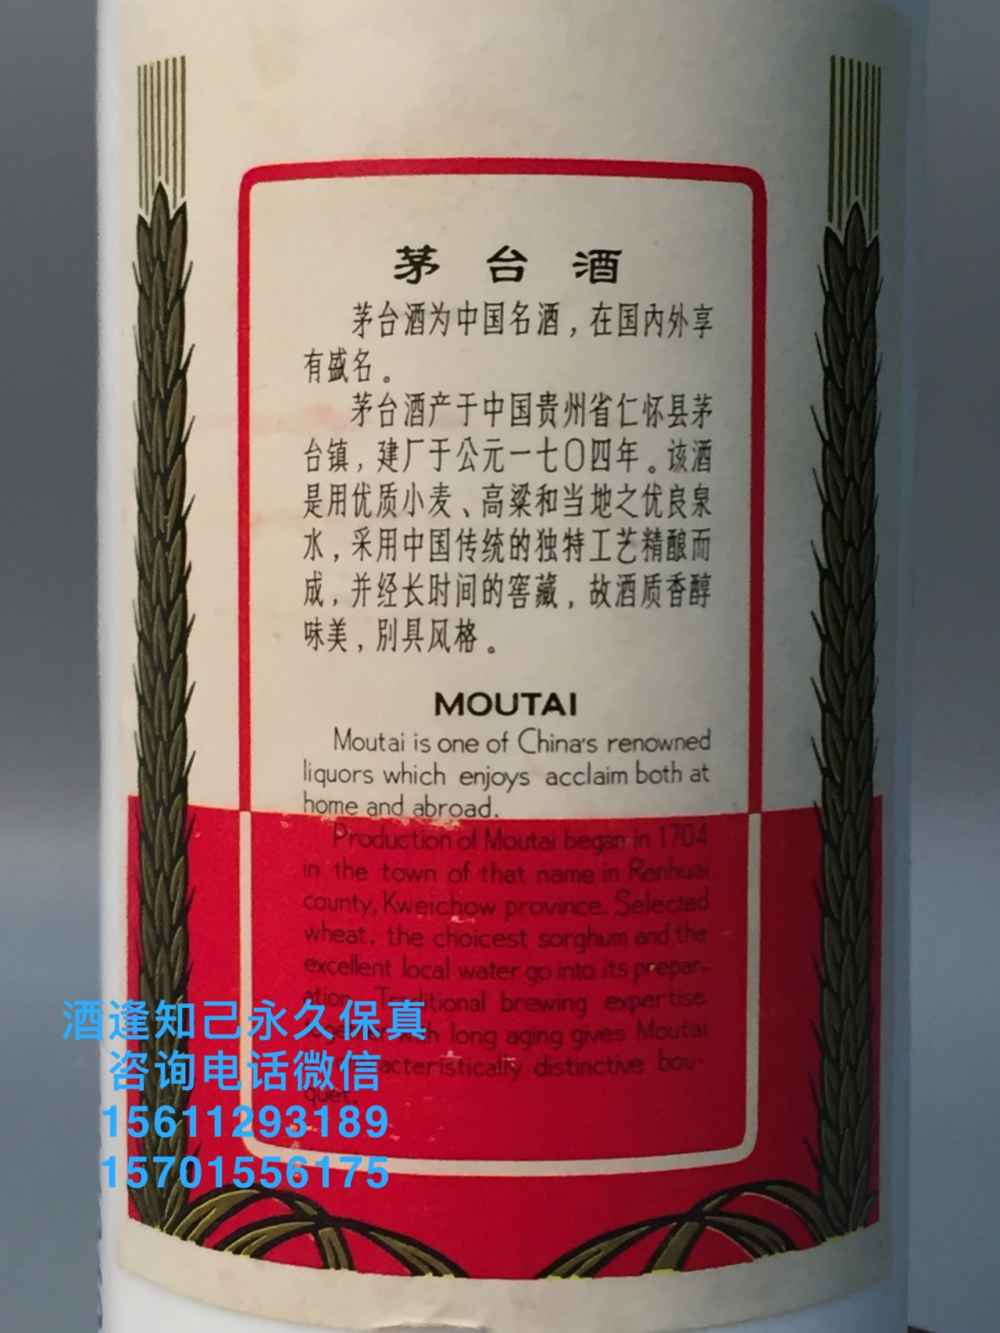 茅台酒
茅台酒为中国名酒，在国内外享
有盛名。
茅台酒产于中国贵州省仁怀县茅
台镇，建厂于公元一七〇四年。该酒
是用优质小麦、高粱和当地之优良泉
水，采用中国传统的独特工艺精酿而
成，并经长时间的窖藏，故酒质香醇
味美，别具风格。
MOUTAI
Moutai is one of China's renowned
liquors which enjoys acclaim both at
home and abroad.
Production of Moutai began in 1704
in the town of that name in Renhuai
county, Kweichow province. Selected
wheat, the choicest sorghum and the
excellent local water go into its prepar-
ation. Traditional brewing expertise
long aging gives Moutai
distinctive bou-
quet.
酒逢知己永久保真
咨询电话微信
15611293189
15701556175